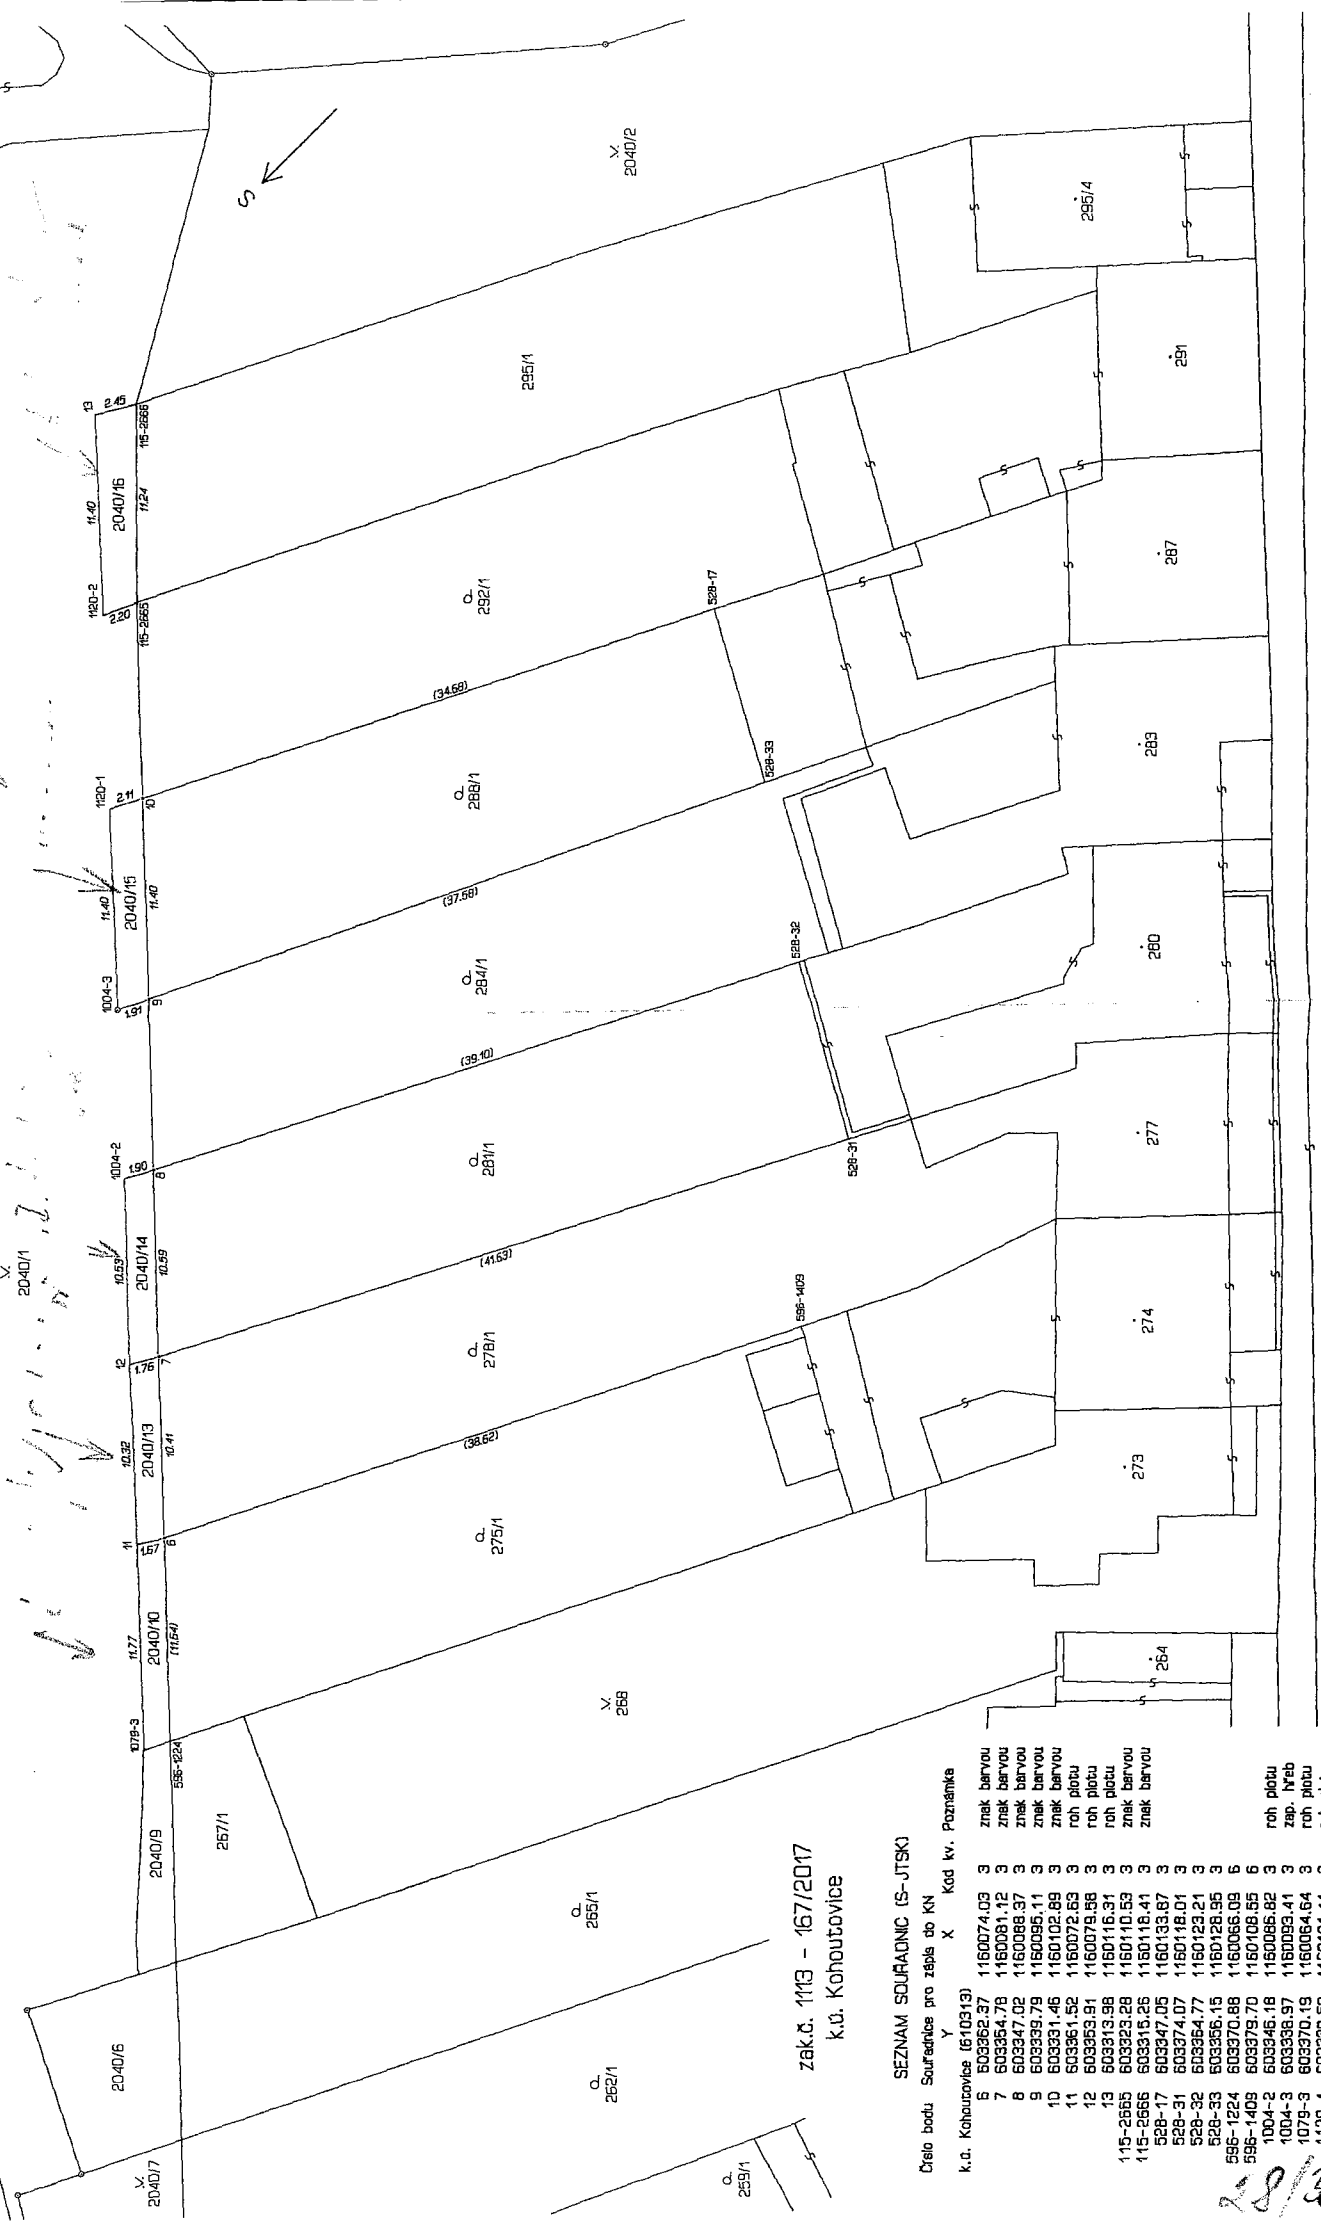 S
2040/1
2040/2
13
2.45
115-2666
11.40
2040/16
11.24
1120-2
2.20
115-2665
295/1
295/4
291
292/1
528-17
287
(34.59)
1120-1
2.11
10
288/1
528-33
283
11.40
2040/15
11.40
1004-3
1.91
9
(37.58)
284/1
528-32
280
1004-2
1.90
8
(39.10)
281/1
528-31
277
10.53
2040/14
10.59
12
1.76
7
(41.63)
278/1
596-1409
274
10.32
2040/13
10.41
11
1.67
6
(38.62)
275/1
273
11.77
2040/10
(11.64)
1079-3
596-1224
268
264
2040/9
267/1
265/1
2040/6
262/1
2040/7
259/1
zak.č. 1113 - 167/2017
k.ú. Kohoutovice
SEZNAM SOUŘADNIC (S-JTSK)
Číslo bodu Souřadnice pro zápis do KN
Y X Kód kv. Poznámka
k.ú. Kohoutovice (610313)
6 603362.37 1160074.03 3 znak barvou
7 603354.76 1160081.12 3 znak barvou
8 603347.02 1160088.37 3 znak barvou
9 603339.79 1160095.11 3 znak barvou
10 603331.46 1160102.89 3 znak barvou
11 603361.52 1160072.63 3 roh plotu
12 603353.91 1160079.58 3 roh plotu
13 603313.98 1160116.31 3 roh plotu
115-2665 603323.28 1160110.53 3 znak barvou
115-2666 603315.26 1160118.41 3 znak barvou
528-17 603347.05 1160133.87 3
528-31 603374.07 1160118.01 3
528-32 603364.77 1160123.21 3
528-33 603356.15 1160128.95 3
596-1224 603370.88 1160066.09 6
596-1409 603379.70 1160108.55 6
1004-2 603346.18 1160086.82 3 roh plotu
1004-3 603338.97 1160093.41 3 zap. hřeb
1079-3 603370.19 1160064.64 3 roh plotu